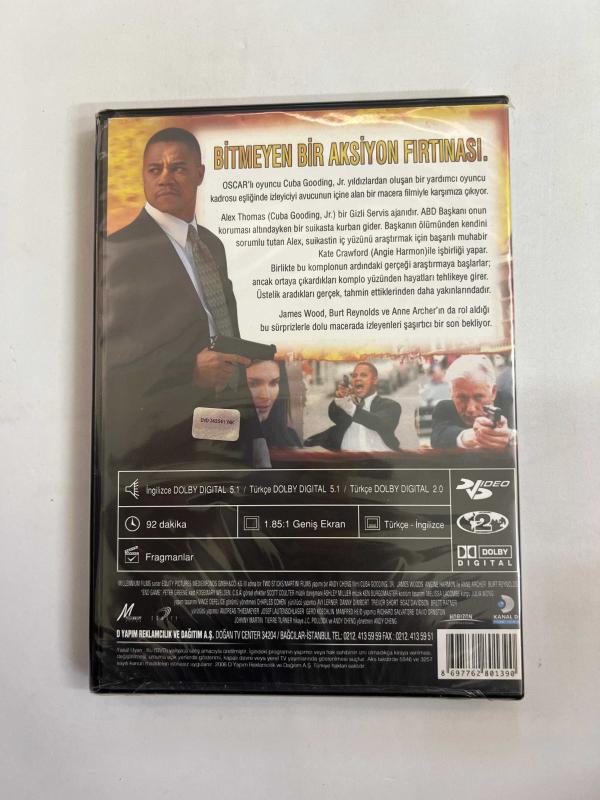 BİTMEYEN BİR AKSİYON FIRTINASI.
OSCAR'lı oyuncu Cuba Gooding, Jr. yıldızlardan oluşan bir yardımcı oyuncu
kadrosu eşliğinde izleyiciyi avucunun içine alan bir macera filmiyle karşımıza çıkıyor.
Alex Thomas (Cuba Gooding, Jr.) bir Gizli Servis ajanıdır. ABD Başkanı onun
koruması altındayken bir suikasta kurban gider. Başkanın ölümünden kendini
sorumlu tutan Alex, suikastin iç yüzünü araştırmak için başarılı muhabir
Kate Crawford (Angie Harmon)ile işbirliği yapar.
Birlikte bu komplonun ardındaki gerçeği araştırmaya başlarlar;
ancak ortaya çıkardıkları komplo yüzünden hayatları tehlikeye girer.
Üstelik aradıkları gerçek, tahmin ettiklerinden daha yakınlarındadır.
James Wood, Burt Reynolds ve Anne Archer'ın da rol aldığı
bu sürprizlerle dolu macerada izleyenleri şaşırtıcı bir son bekliyor.
İngilizce DOLBY DIGITAL 5.1 / Türkçe DOLBY DIGITAL 5.1 / Türkçe DOLBY DIGITAL 2.0
DVD VIDEO
92 dakika
1.85:1 Geniş Ekran
Türkçe - İngilizce
2
Fragmanlar
DOLBY
DIGITAL
HORIZON
KANAL D
D YAPIM REKLAMCILIK VE DAĞITIM A.Ş. DOĞAN TV CENTER 34204 / BAĞCILAR-İSTANBUL TEL: 0212. 413 59 59 FAX: 0212. 413 59 51
8 697762 801390